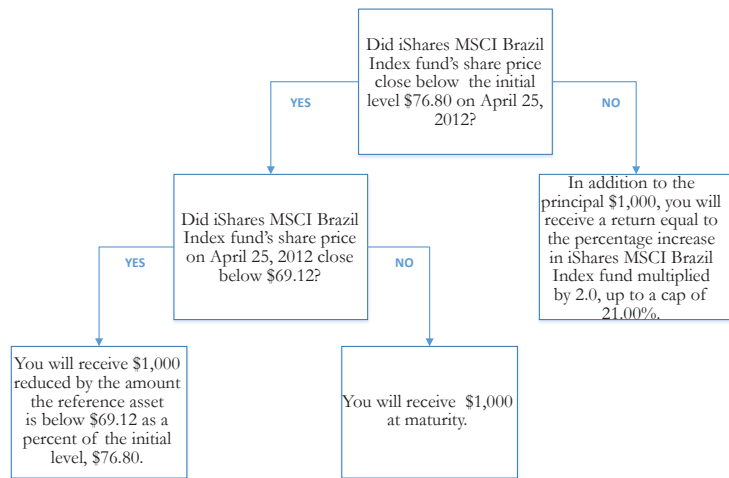 Did iShares MSCI Brazil
Index fund's share price
close below the initial
level $76.80 on April 25,
2012?
YES
NO
Did iShares MSCI Brazil
Index fund's share price
on April 25, 2012 close
below $69.12?
In addition to the
principal $1,000, you will
receive a return equal to
the percentage increase
in iShares MSCI Brazil
Index fund multiplied
by 2.0, up to a cap of
21.00%.
YES
NO
You will receive $1,000
reduced by the amount
the reference asset
is below $69.12 as a
percent of the initial
level, $76.80.
You will receive $1,000
at maturity.